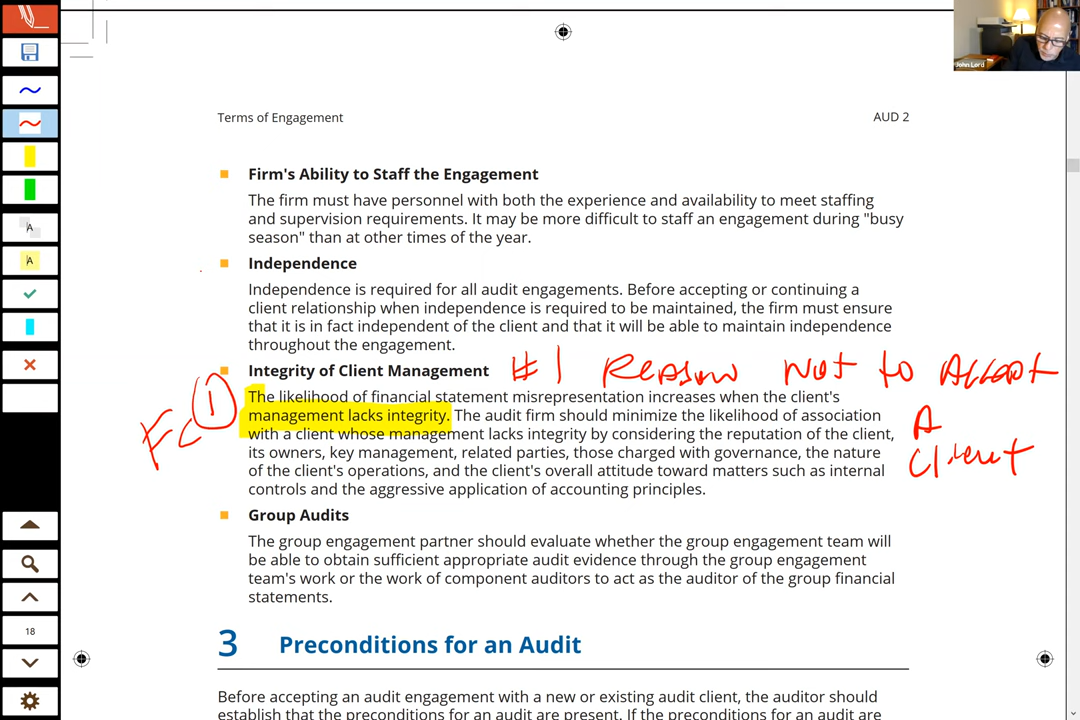 John Lord
Terms of Engagement
AUD 2
Firm's Ability to Staff the Engagement
The firm must have personnel with both the experience and availability to meet staffing
and supervision requirements. It may be more difficult to staff an engagement during "busy
season" than at other times of the year.
Independence
Independence is required for all audit engagements. Before accepting or continuing a
client relationship when independence is required to be maintained, the firm must ensure
that it is in fact independent of the client and that it will be able to maintain independence
throughout the engagement.
Integrity of Client Management #1 Reason Not to Accept
A
Client
FC 1
The likelihood of financial statement misrepresentation increases when the client's
management lacks integrity. The audit firm should minimize the likelihood of association
with a client whose management lacks integrity by considering the reputation of the client,
its owners, key management, related parties, those charged with governance, the nature
of the client's operations, and the client's overall attitude toward matters such as internal
controls and the aggressive application of accounting principles.
Group Audits
The group engagement partner should evaluate whether the group engagement team will
be able to obtain sufficient appropriate audit evidence through the group engagement
team's work or the work of component auditors to act as the auditor of the group financial
statements.
3 Preconditions for an Audit
Before accepting an audit engagement with a new or existing audit client, the auditor should
establish that the preconditions for an audit are present. If the preconditions for an audit are
A
A
18